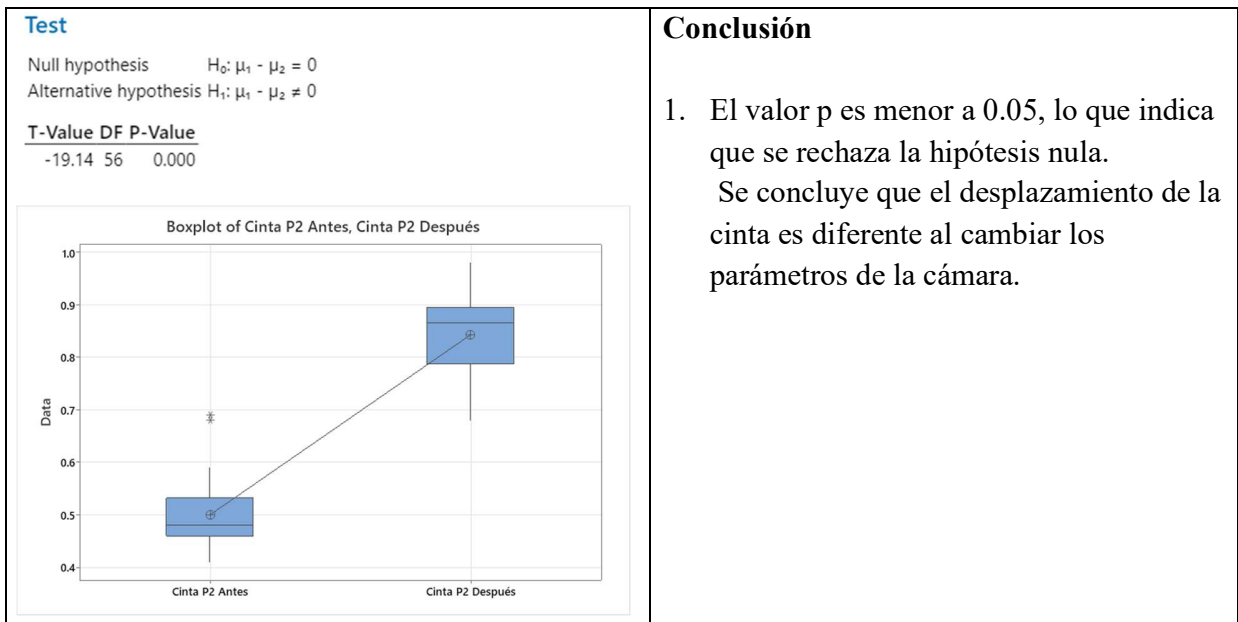 Test
Null hypothesis H₀: μ₁ - μ₂ = 0
Alternative hypothesis H₁: μ₁ - μ₂ ≠ 0
T-Value DF P-Value
-19.14 56 0.000
Boxplot of Cinta P2 Antes, Cinta P2 Después
1.0
0.9
0.8
0.7
0.6
0.5
0.4
Data
Cinta P2 Antes Cinta P2 Después
Conclusión
1. El valor p es menor a 0.05, lo que indica
que se rechaza la hipótesis nula.
Se concluye que el desplazamiento de la
cinta es diferente al cambiar los
parámetros de la cámara.